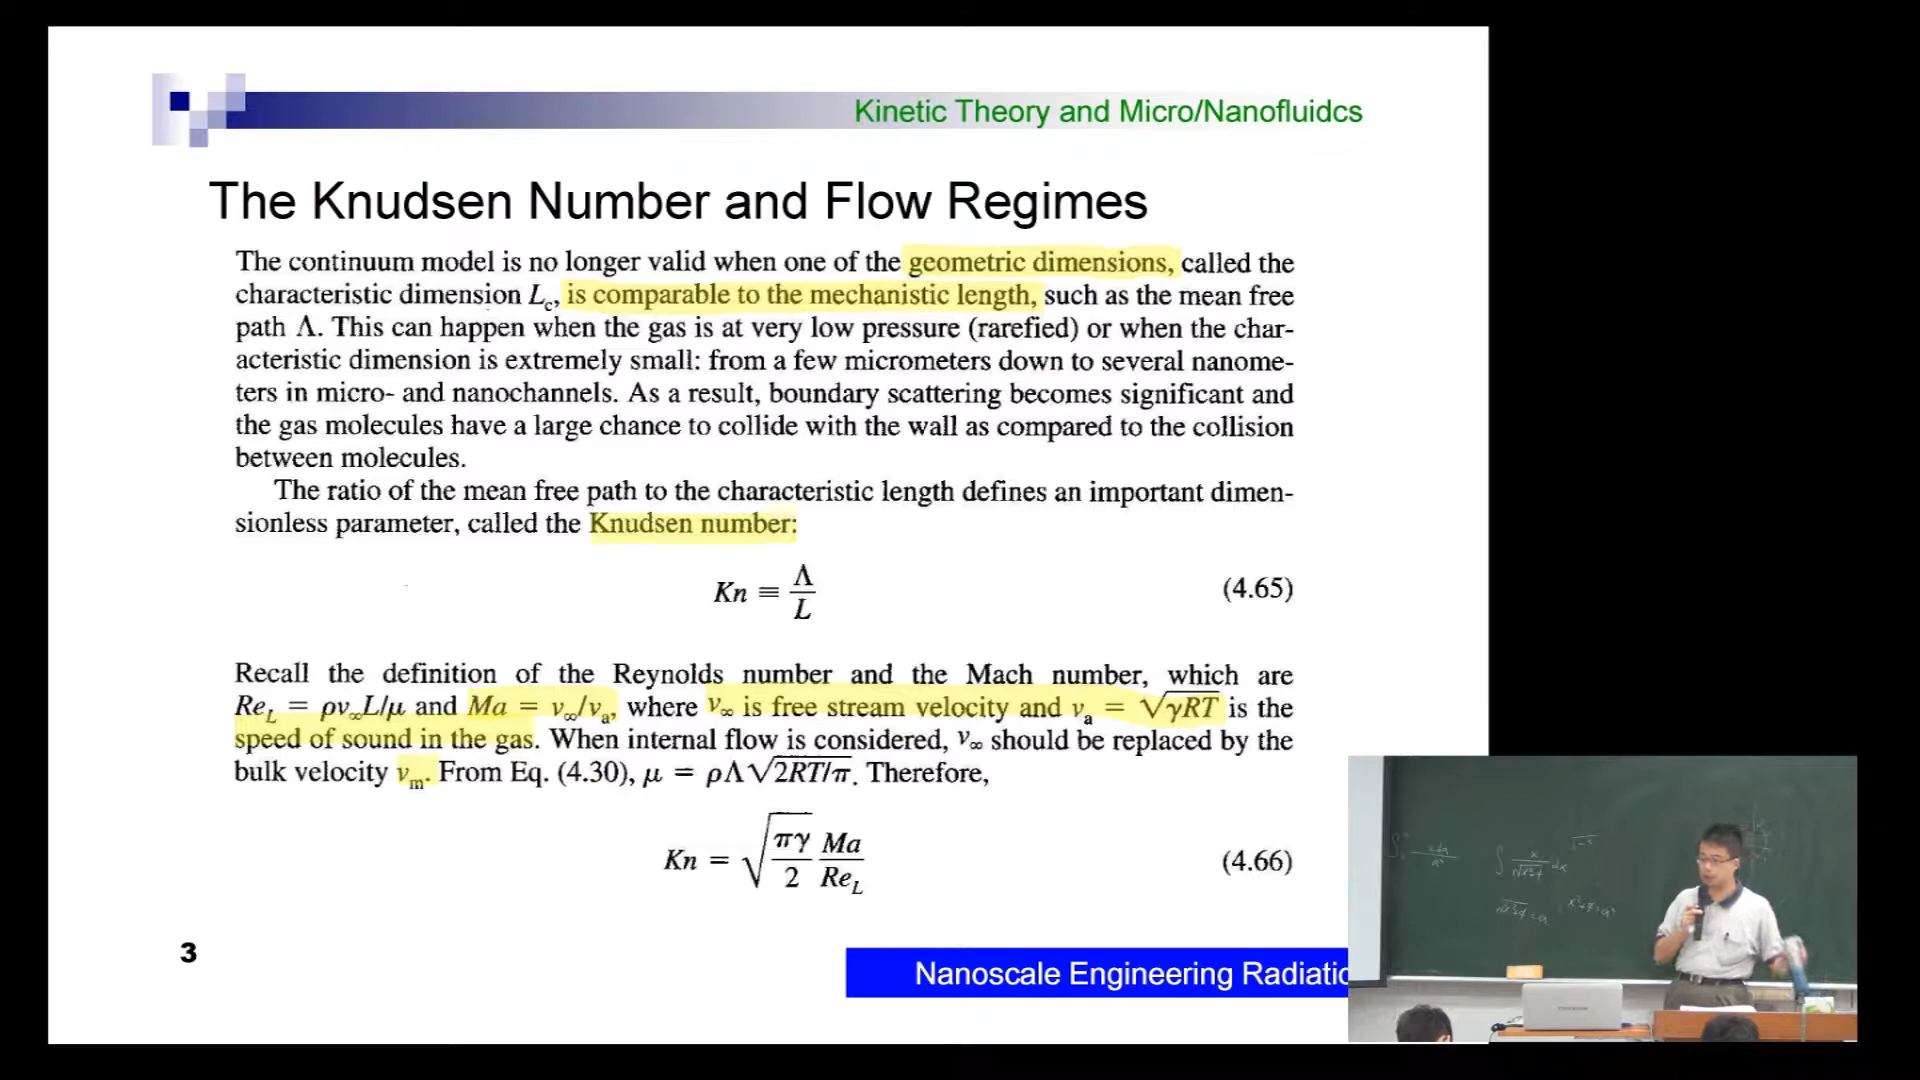 Kinetic Theory and Micro/Nanofluidcs
The Knudsen Number and Flow Regimes
The continuum model is no longer valid when one of the geometric dimensions, called the
characteristic dimension L_c, is comparable to the mechanistic length, such as the mean free
path Λ. This can happen when the gas is at very low pressure (rarefied) or when the char-
acteristic dimension is extremely small: from a few micrometers down to several nanome-
ters in micro- and nanochannels. As a result, boundary scattering becomes significant and
the gas molecules have a large chance to collide with the wall as compared to the collision
between molecules.
The ratio of the mean free path to the characteristic length defines an important dimen-
sionless parameter, called the Knudsen number:
Kn ≡ Λ/L (4.65)
Recall the definition of the Reynolds number and the Mach number, which are
Re_L = ρv_∞L/μ and Ma = v_∞/v_a, where v_∞ is free stream velocity and v_a = √γRT is the
speed of sound in the gas. When internal flow is considered, v_∞ should be replaced by the
bulk velocity v_m. From Eq. (4.30), μ = ρΛ√2RT/π. Therefore,
Kn = √(πγ/2) Ma/Re_L (4.66)
3
Nanoscale Engineering Radiatio